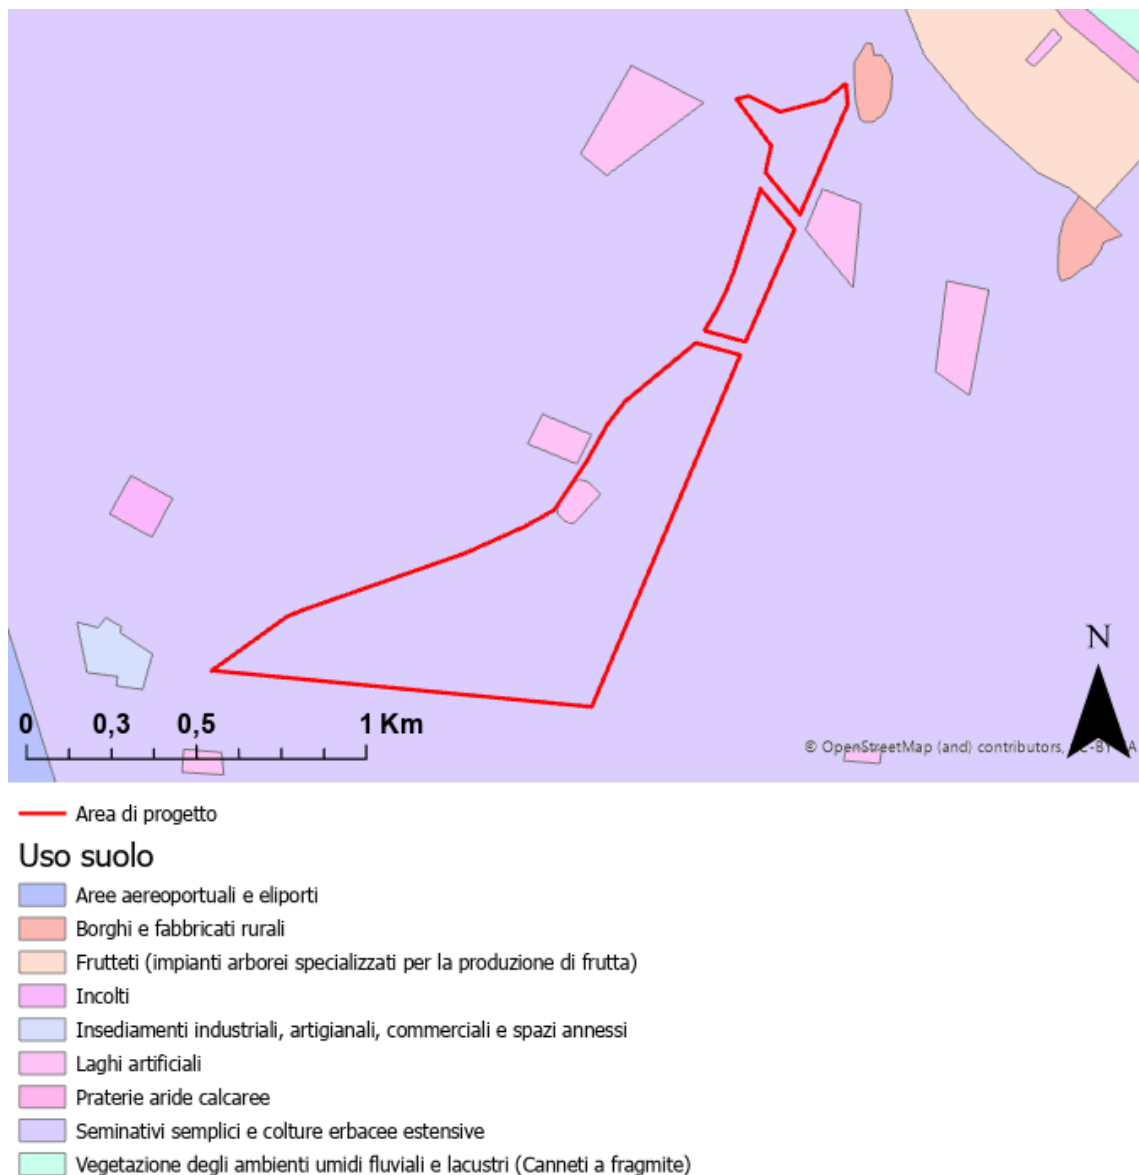 N
0 0,3 0,5 1 Km
© OpenStreetMap (and) contributors,
Area di progetto
Uso suolo
Aree aereoportuali e eliporti
Borghi e fabbricati rurali
Frutteti (impianti arborei specializzati per la produzione di frutta)
Incolti
Insediamenti industriali, artigianali, commerciali e spazi annessi
Laghi artificiali
Praterie aride calcaree
Seminativi semplici e colture erbacee estensive
Vegetazione degli ambienti umidi fluviali e lacustri (Canneti a fragmite)